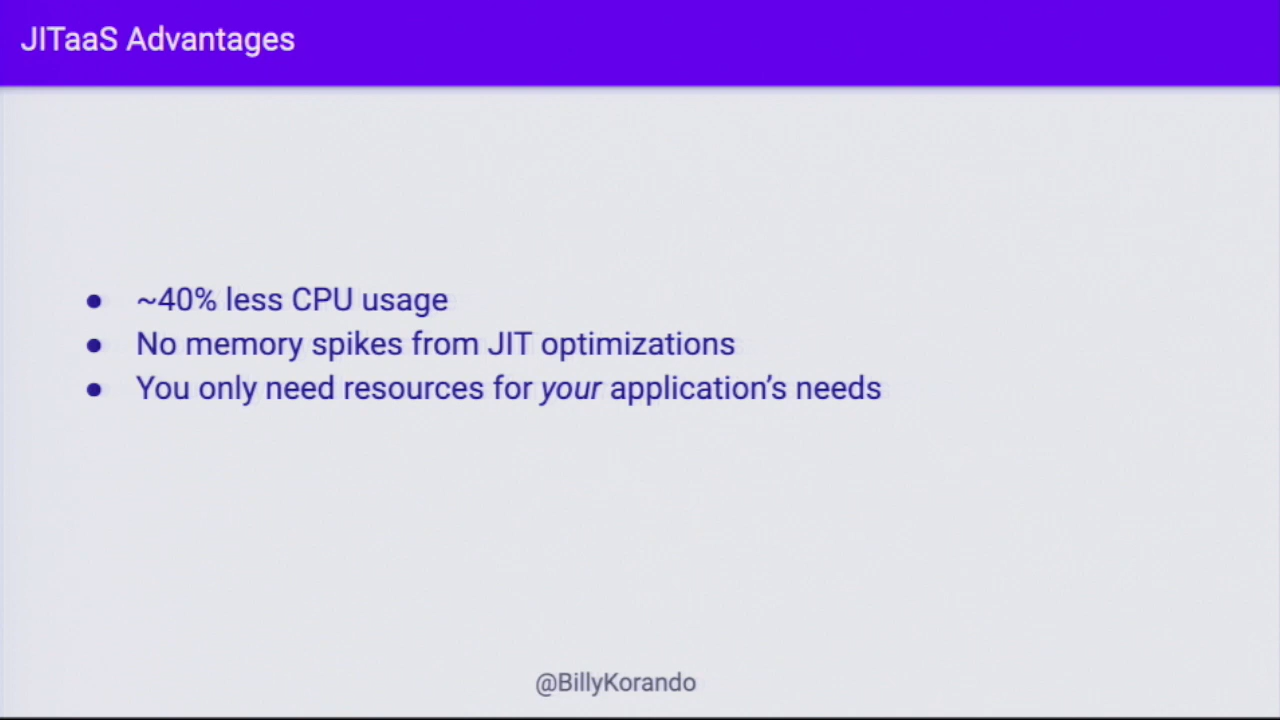 JITaaS Advantages
● ~40% less CPU usage
● No memory spikes from JIT optimizations
● You only need resources for your application's needs
@BillyKorando